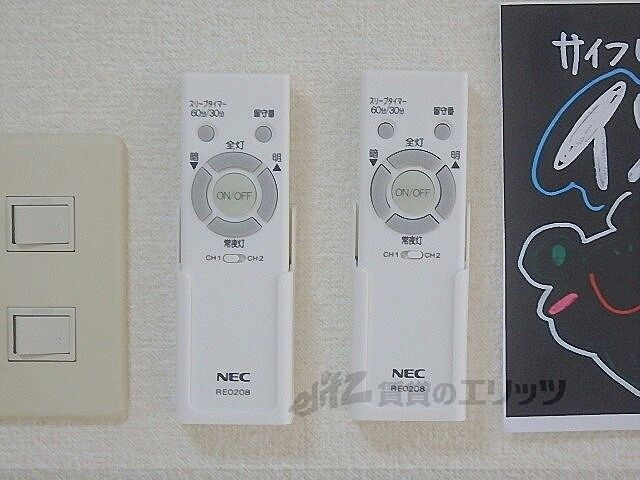 スリープタイマー
60分/30分
留守番
全灯
暗
明
▼
▲
ON/OFF
常夜灯
CH1
CH2
NEC
RE0208
スリープタイマー
60分/30分
留守番
全灯
暗
明
▼
▲
ON/OFF
常夜灯
CH1
CH2
NEC
RE0208
サイフ
elitz 賃貸のエリッツ